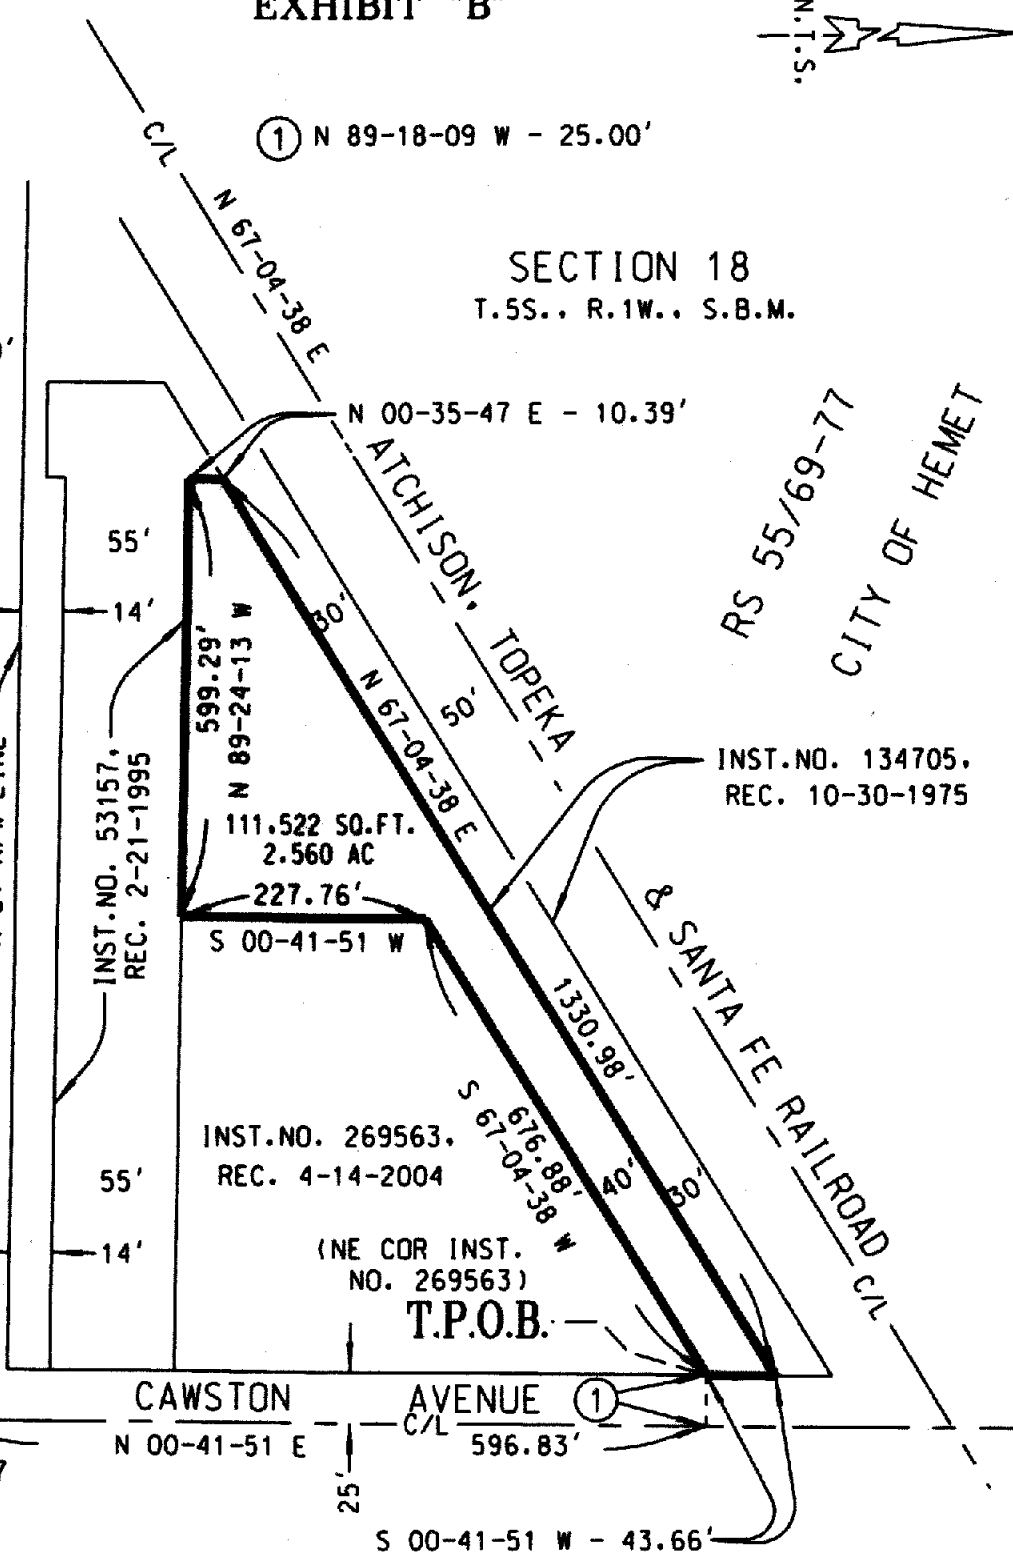 EXHIBIT "B"
N.T.S.
1 N 89-18-09 W - 25.00'
C/L
N 67-04-38 E
SECTION 18
T.5S., R.1W., S.B.M.
N 00-35-47 E - 10.39'
ATCHISON, TOPEKA
& SANTA FE RAILROAD
C/L
RS 55/69-77
CITY OF HEMET
55'
14'
30'
50'
599.29'
N 89-24-13 W
N 67-04-38 E
INST.NO. 134705,
REC. 10-30-1975
INST.NO. 53157,
REC. 2-21-1995
111,522 SQ.FT.
2.560 AC
227.76'
S 00-41-51 W
1330.98'
676.88'
S 67-04-38 W
40'
30'
INST.NO. 269563,
REC. 4-14-2004
55'
14'
(NE COR INST.
NO. 269563)
T.P.O.B.
CAWSTON AVENUE
1
C/L
N 00-41-51 E
596.83'
25'
S 00-41-51 W - 43.66'